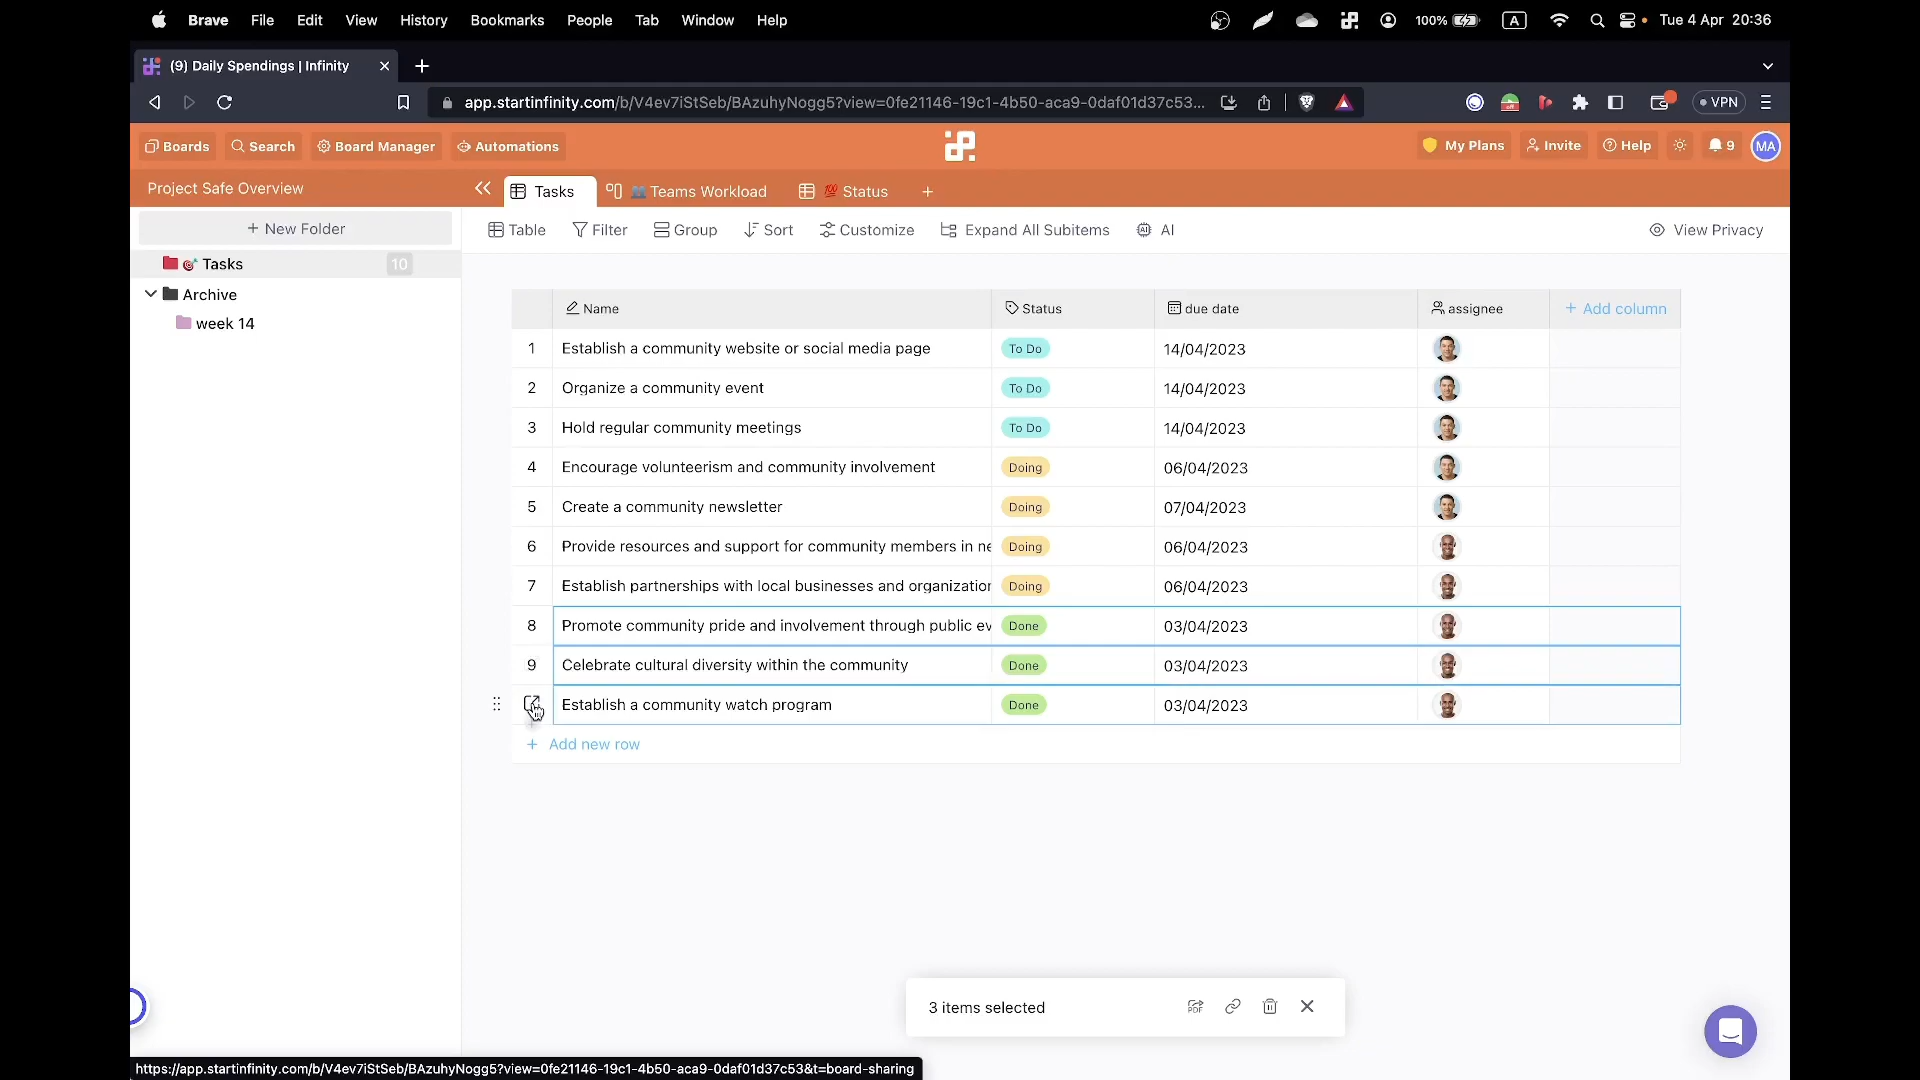 Brave File Edit View History Bookmarks People Tab Window Help 100% A Tue 4 Apr 20:36
(9) Daily Spendings | Infinity
app.startinfinity.com/b/V4ev7iStSeb/BAzuhyNogg5?view=0fe21146-19c1-4b50-aca9-0daf01d37c53... VPN
Boards Search Board Manager Automations My Plans Invite Help 9 MA
Project Safe Overview Tasks Teams Workload 💯 Status +
+ New Folder Table Filter Group Sort Customize Expand All Subitems AI View Privacy
Tasks 10
Archive
week 14
Name Status due date assignee + Add column
1 Establish a community website or social media page To Do 14/04/2023
2 Organize a community event To Do 14/04/2023
3 Hold regular community meetings To Do 14/04/2023
4 Encourage volunteerism and community involvement Doing 06/04/2023
5 Create a community newsletter Doing 07/04/2023
6 Provide resources and support for community members in ne Doing 06/04/2023
7 Establish partnerships with local businesses and organization Doing 06/04/2023
8 Promote community pride and involvement through public ev Done 03/04/2023
9 Celebrate cultural diversity within the community Done 03/04/2023
Establish a community watch program Done 03/04/2023
+ Add new row
3 items selected PDF
https://app.startinfinity.com/b/V4ev7iStSeb/BAzuhyNogg5?view=0fe21146-19c1-4b50-aca9-0daf01d37c53&t=board-sharing